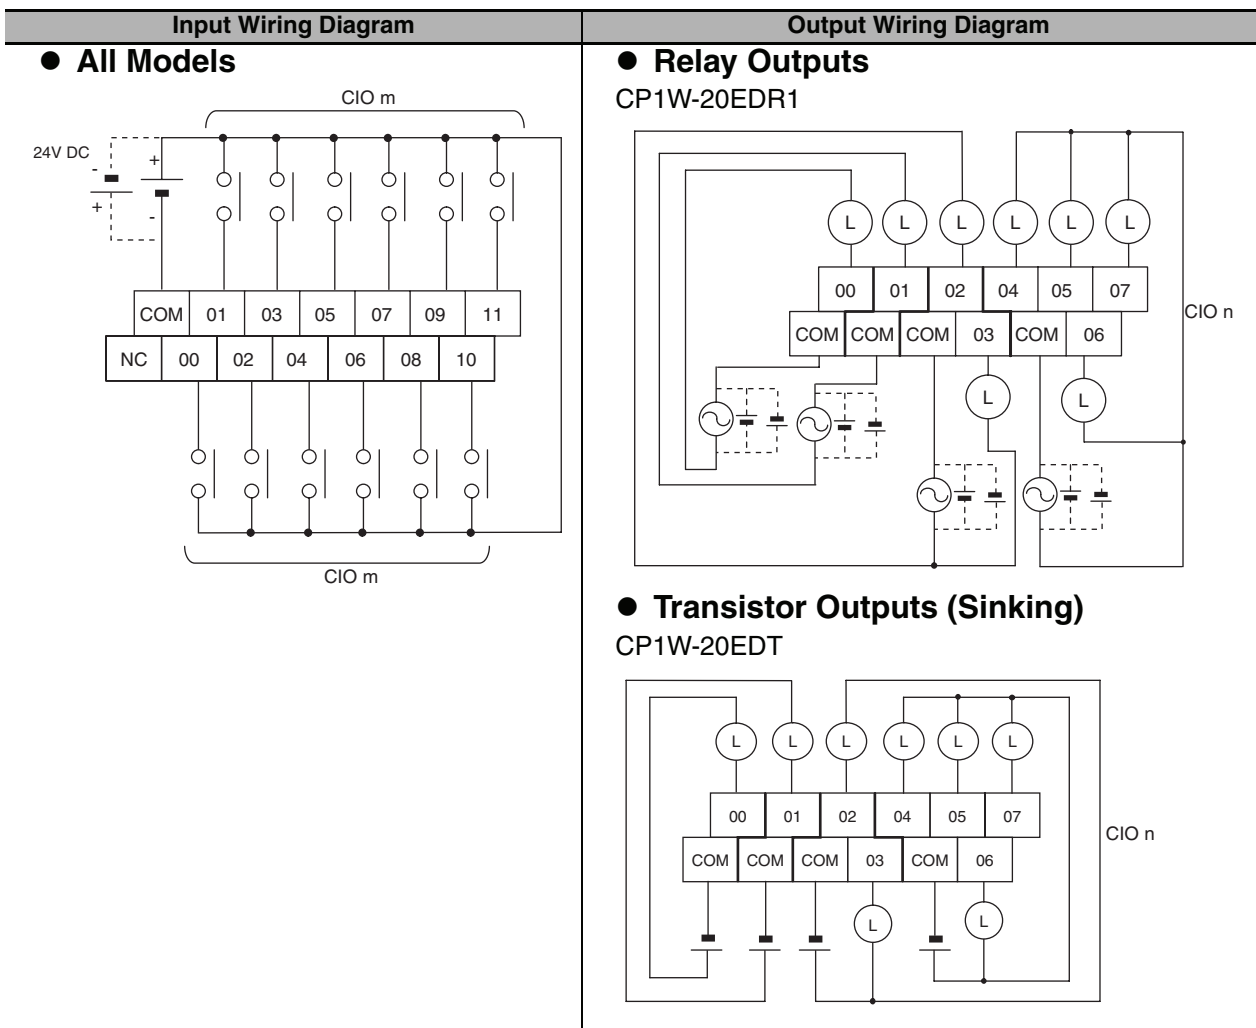 Input Wiring Diagram
Output Wiring Diagram
● All Models
CIO m
24V DC
-
+
+
-
COM 01 03 05 07 09 11
NC 00 02 04 06 08 10
CIO m
● Relay Outputs
CP1W-20EDR1
L L L L L L
00 01 02 04 05 07
CIO n
COM COM COM 03 COM 06
L L
● Transistor Outputs (Sinking)
CP1W-20EDT
L L L L L L
00 01 02 04 05 07
CIO n
COM COM COM 03 COM 06
L L